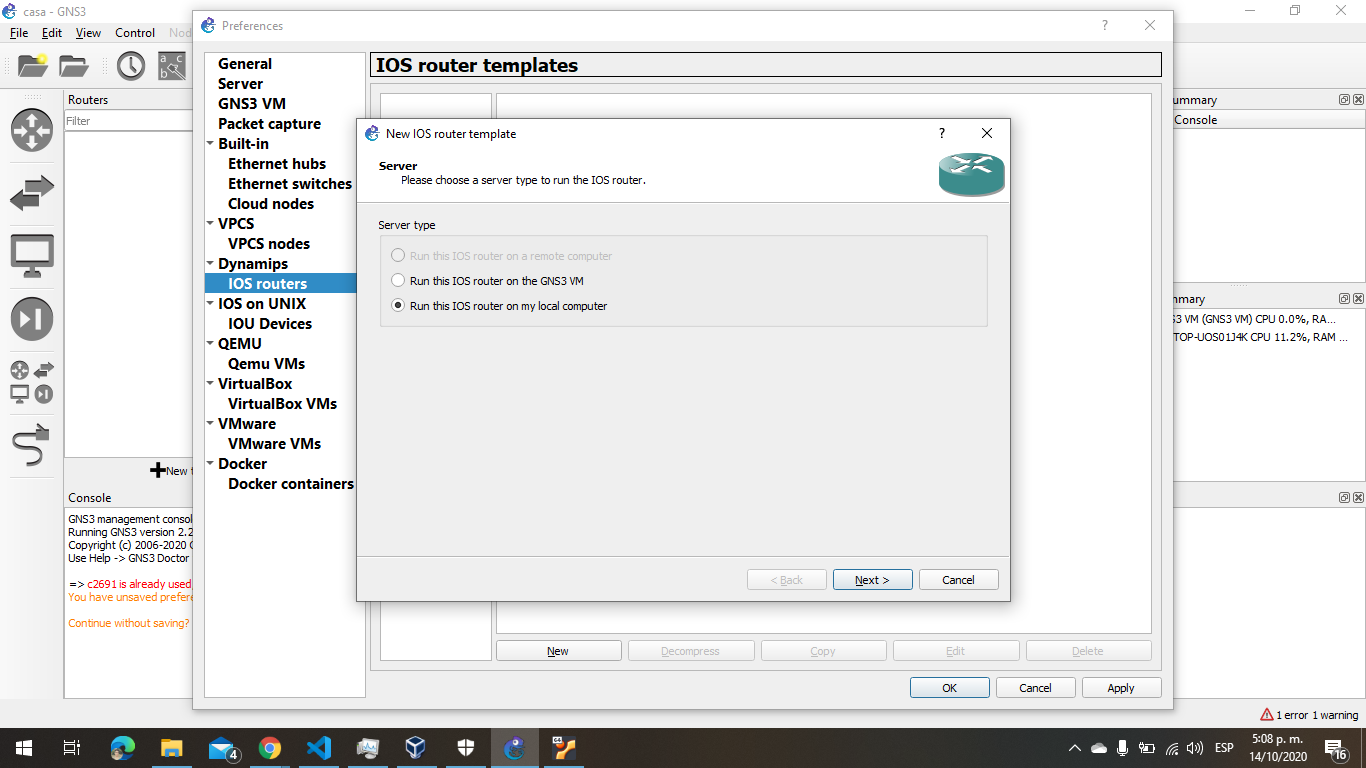 casa - GNS3
File Edit View Control Nod
Preferences
?
General
Server
GNS3 VM
Packet capture
Built-in
Ethernet hubs
Ethernet switches
Cloud nodes
VPCS
VPCS nodes
Dynamips
IOS routers
IOS on UNIX
IOU Devices
QEMU
Qemu VMs
VirtualBox
VirtualBox VMs
VMware
VMware VMs
Docker
Docker containers
IOS router templates
New IOS router template
?
Server
Please choose a server type to run the IOS router.
Server type
Run this IOS router on a remote computer
Run this IOS router on the GNS3 VM
Run this IOS router on my local computer
< Back Next > Cancel
New Decompress Copy Edit Delete
OK Cancel Apply
Routers
Filter
New
Console
GNS3 management consol
Running GNS3 version 2.2
Copyright (c) 2006-2020
Use Help -> GNS3 Doctor
=> c2691 is already used
You have unsaved prefere
Continue without saving?
ummary
Console
mmary
S3 VM (GNS3 VM) CPU 0.0%, RA...
TOP-UOS01J4K CPU 11.2%, RAM ...
1 error 1 warning
4
ESP
5:08 p. m.
14/10/2020
16